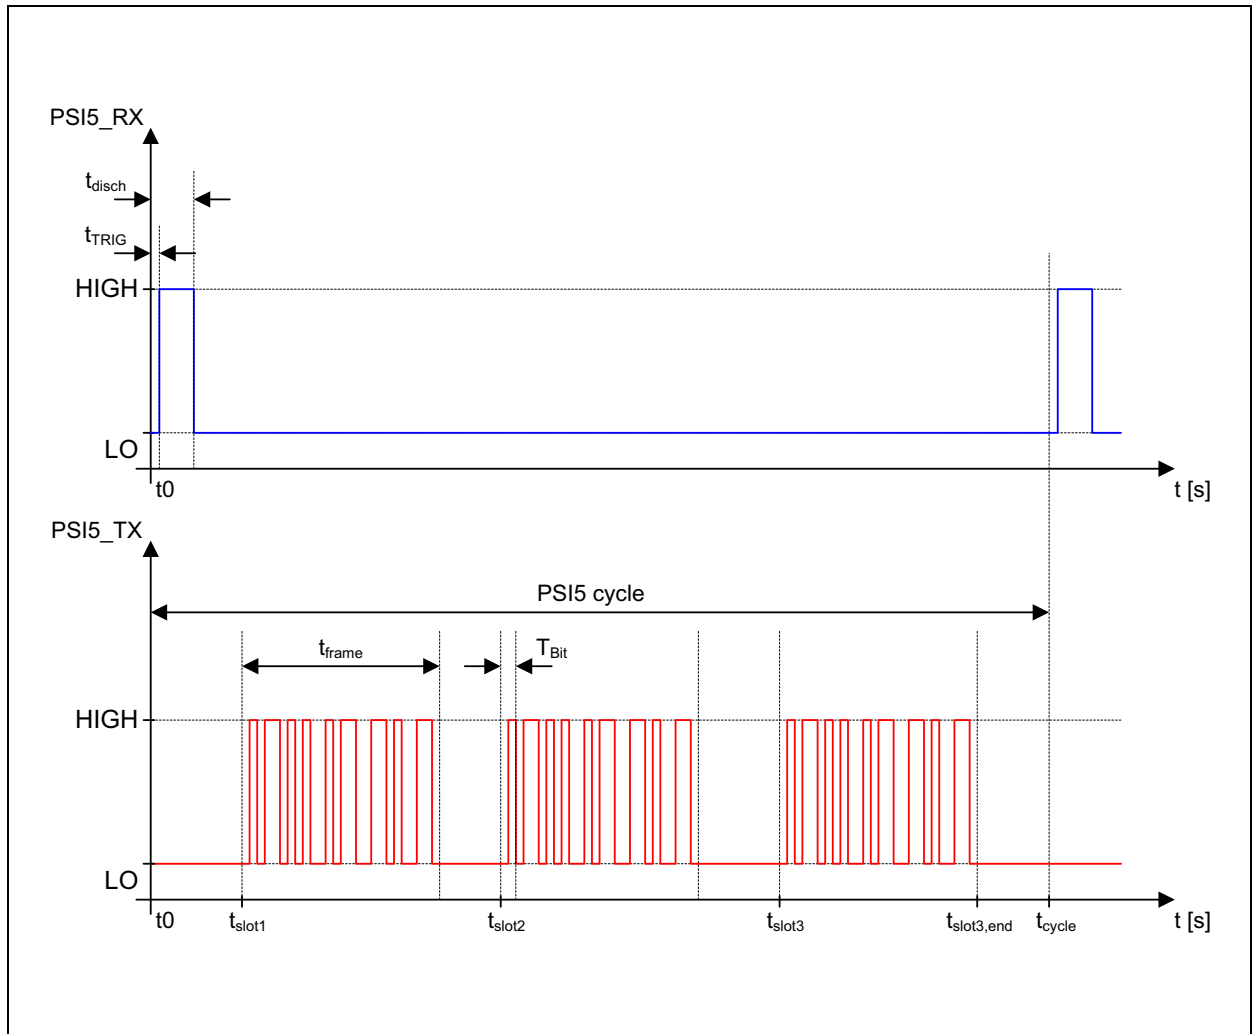 PSI5_RX
tdisch
tTRIG
HIGH
LO
t0
t [s]
PSI5_TX
PSI5 cycle
tframe
TBit
HIGH
LO
t0
tslot1
tslot2
tslot3
tslot3,end
tcycle
t [s]